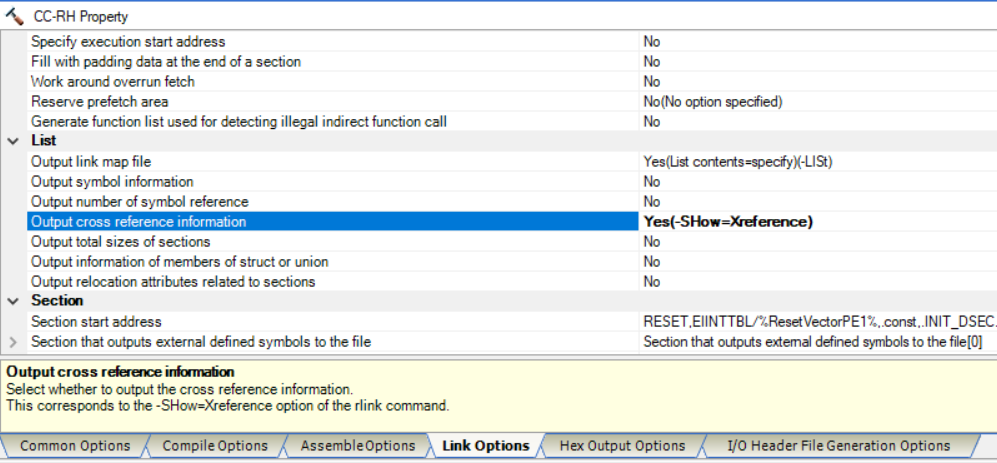 CC-RH Property
Specify execution start address No
Fill with padding data at the end of a section No
Work around overrun fetch No
Reserve prefetch area No(No option specified)
Generate function list used for detecting illegal indirect function call No
List
Output link map file Yes(List contents=specify)(-LISt)
Output symbol information No
Output number of symbol reference No
Output cross reference information Yes(-SHow=Xreference)
Output total sizes of sections No
Output information of members of struct or union No
Output relocation attributes related to sections No
Section
Section start address RESET,EIINTTBL/%ResetVectorPE1%,.const,.INIT_DSEC.
Section that outputs external defined symbols to the file Section that outputs external defined symbols to the file[0]
Output cross reference information
Select whether to output the cross reference information.
This corresponds to the -SHow=Xreference option of the rlink command.
Common Options Compile Options Assemble Options Link Options Hex Output Options I/O Header File Generation Options